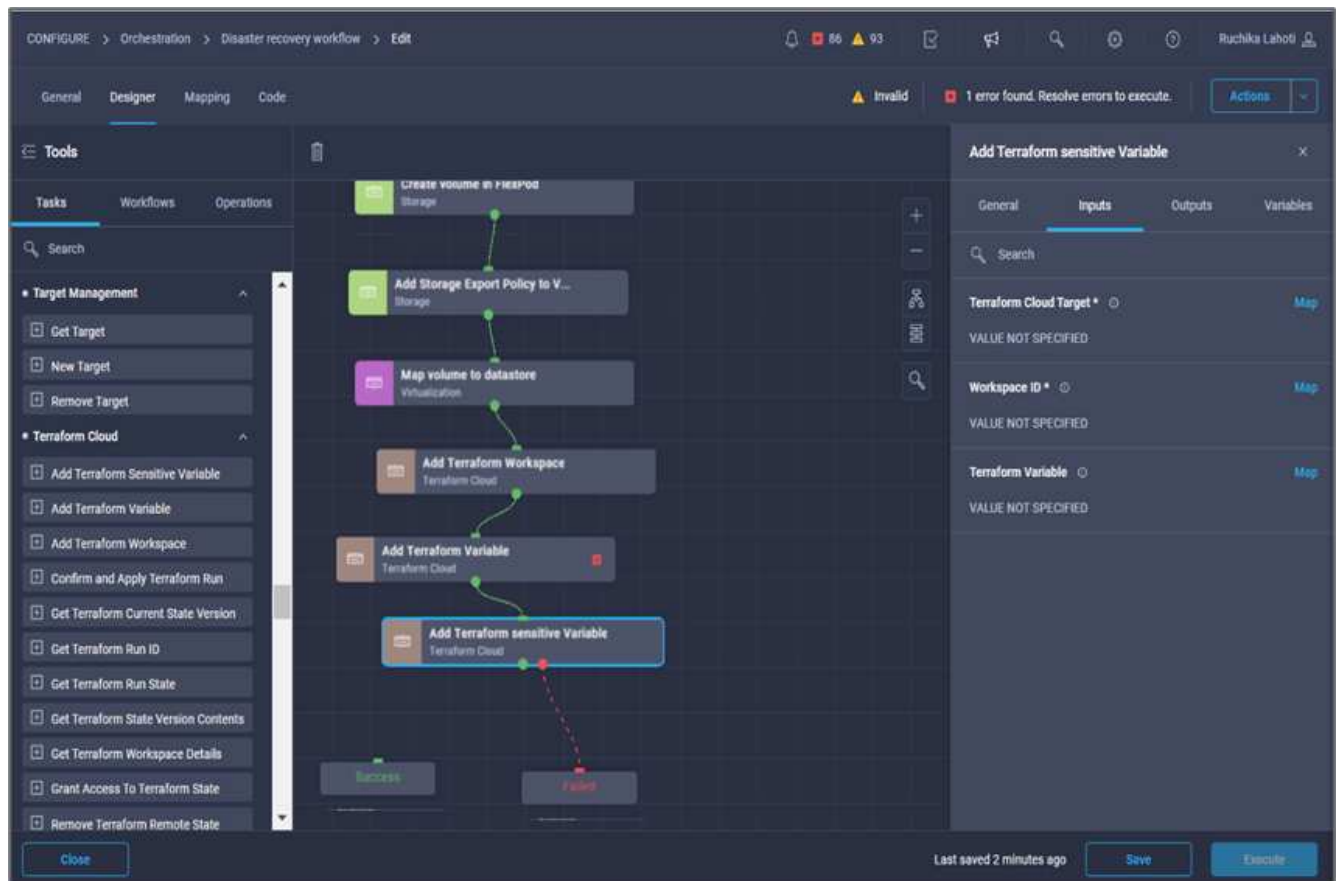 CONFIGURE > Orchestration > Disaster recovery workflow > Edit
86 93
Ruchika Lahoti
General Designer Mapping Code
Invalid
1 error found. Resolve errors to execute.
Actions
Tools
Tasks Workflows Operations
Search
Target Management
Get Target
New Target
Remove Target
Terraform Cloud
Add Terraform Sensitive Variable
Add Terraform Variable
Add Terraform Workspace
Confirm and Apply Terraform Run
Get Terraform Current State Version
Get Terraform Run ID
Get Terraform Run State
Get Terraform State Version Contents
Get Terraform Workspace Details
Grant Access To Terraform State
Remove Terraform Remote State
Create volume in FlexPod
Storage
Add Storage Export Policy to V...
Storage
Map volume to datastore
Virtualization
Add Terraform Workspace
Terraform Cloud
Add Terraform Variable
Terraform Cloud
Add Terraform sensitive Variable
Terraform Cloud
Success
Failed
Add Terraform sensitive Variable
General Inputs Outputs Variables
Search
Terraform Cloud Target * Map
VALUE NOT SPECIFIED
Workspace ID * Map
VALUE NOT SPECIFIED
Terraform Variable Map
VALUE NOT SPECIFIED
Close
Last saved 2 minutes ago
Save
Execute